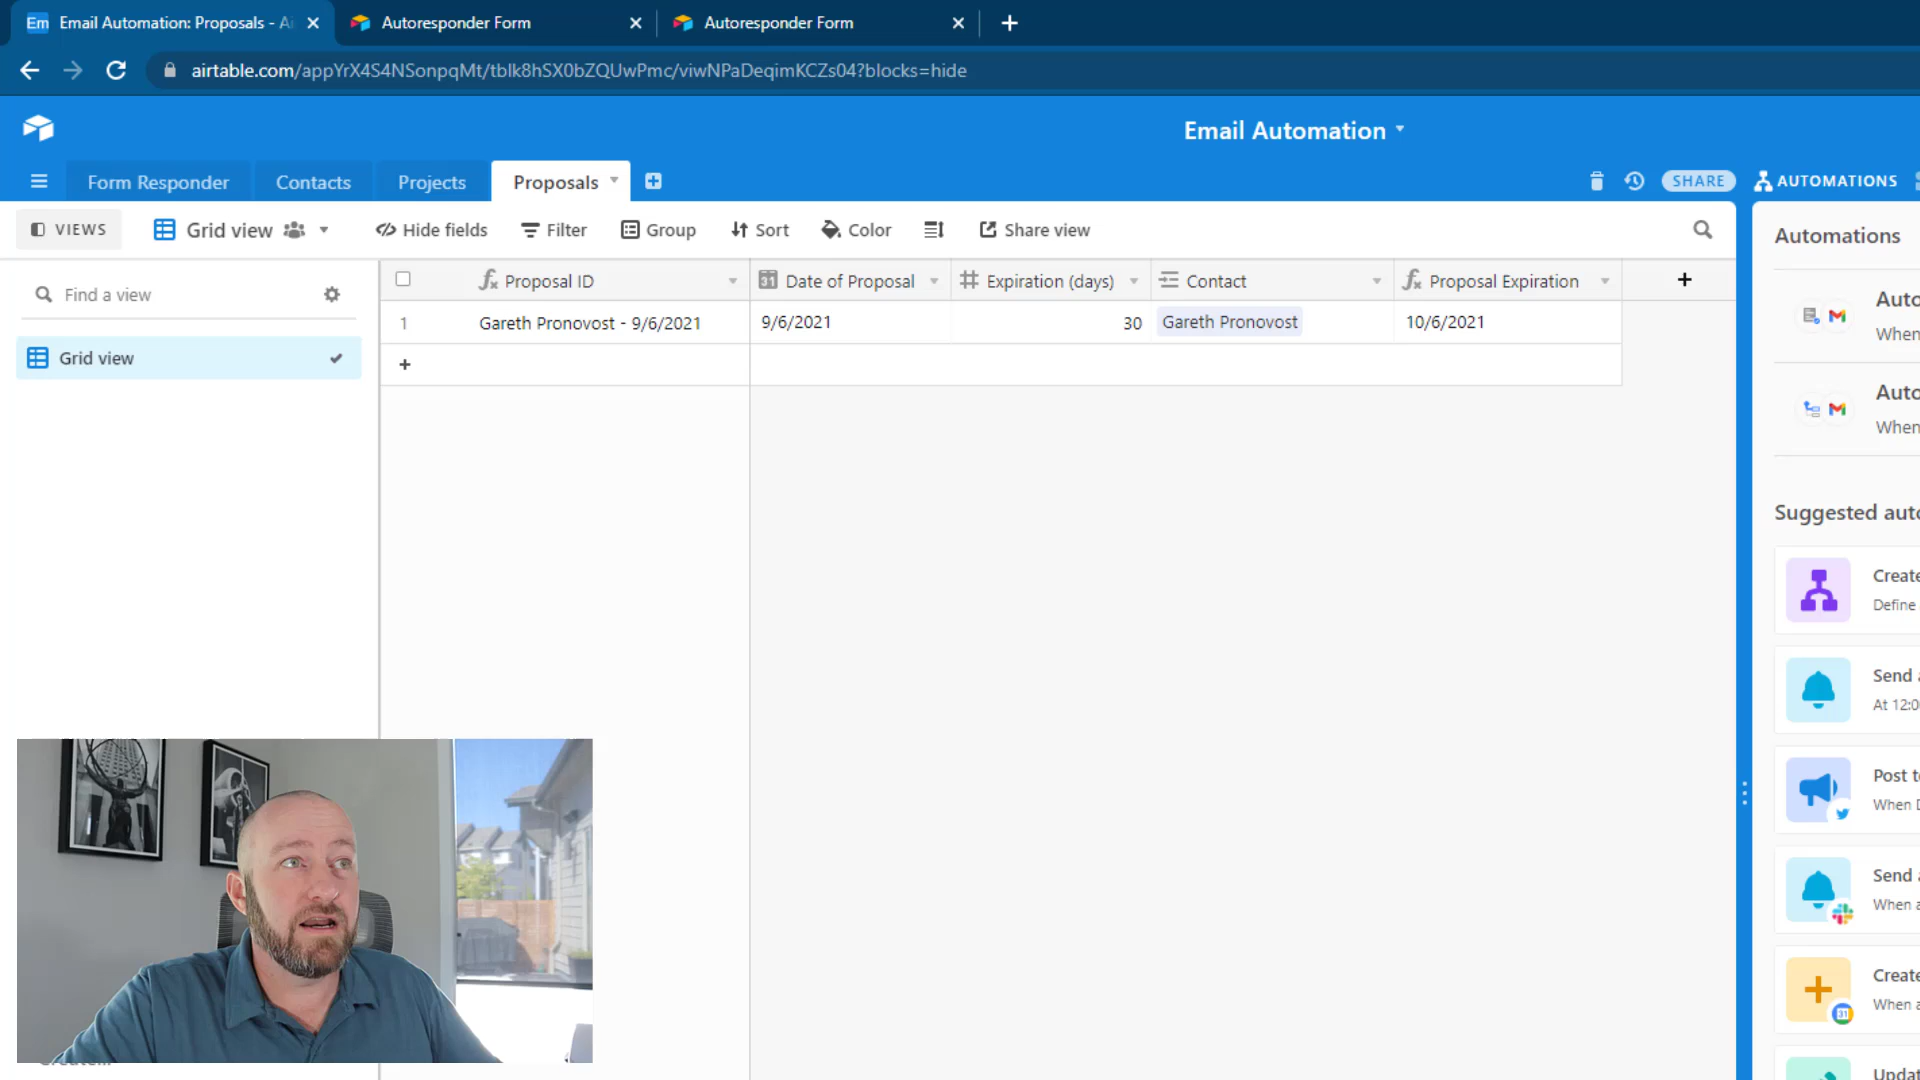 Em Email Automation: Proposals - Ai
Autoresponder Form
Autoresponder Form
airtable.com/appYrX4S4NSonpqMt/tblk8hSX0bZQUwPmc/viwNPaDeqimKCZs04?blocks=hide
Email Automation
Form Responder
Contacts
Projects
Proposals
SHARE
AUTOMATIONS
VIEWS
Grid view
Hide fields
Filter
Group
Sort
Color
Share view
Automations
Find a view
Proposal ID
Date of Proposal
Expiration (days)
Contact
Proposal Expiration
1
Gareth Pronovost - 9/6/2021
9/6/2021
30
Gareth Pronovost
10/6/2021
Grid view
Auto
When
Auto
When
Suggested auto
Create
Define
Send a
At 12:0
Post to
When D
Send a
When a
Create
When a
Updat